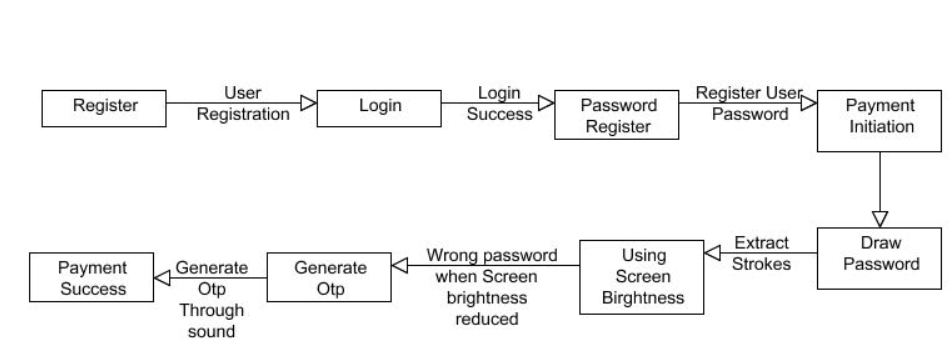 Register
User
Registration
Login
Login
Success
Password
Register
Register User
Password
Payment
Initiation
Draw
Password
Extract
Strokes
Using
Screen
Birghtness
Wrong password
when Screen
brightness
reduced
Generate
Otp
Generate
Otp
Through
sound
Payment
Success